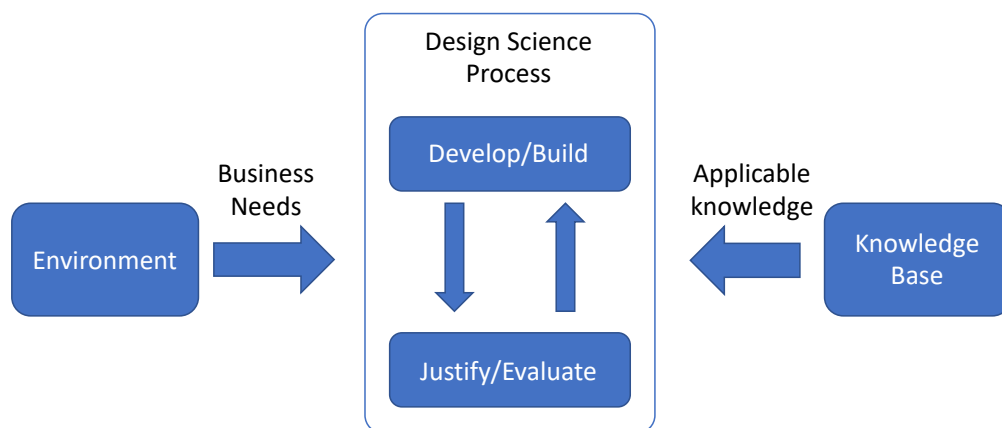 Design Science
Process
Develop/Build
Business
Needs
Applicable
knowledge
Environment
Knowledge
Base
Justify/Evaluate